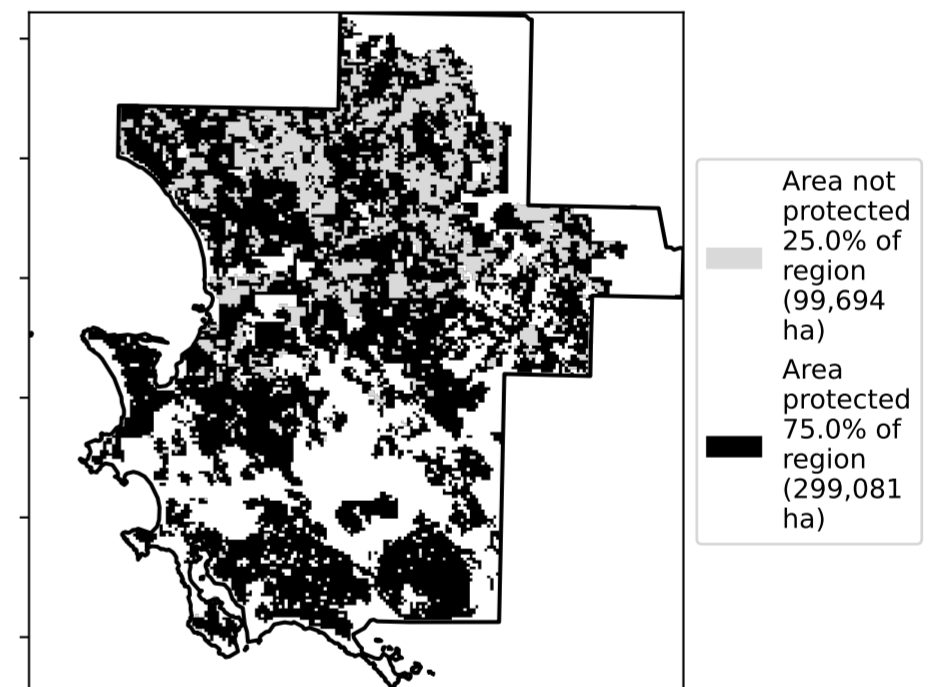 Area not
protected
25.0% of
region
(99,694
ha)
Area
protected
75.0% of
region
(299,081
ha)